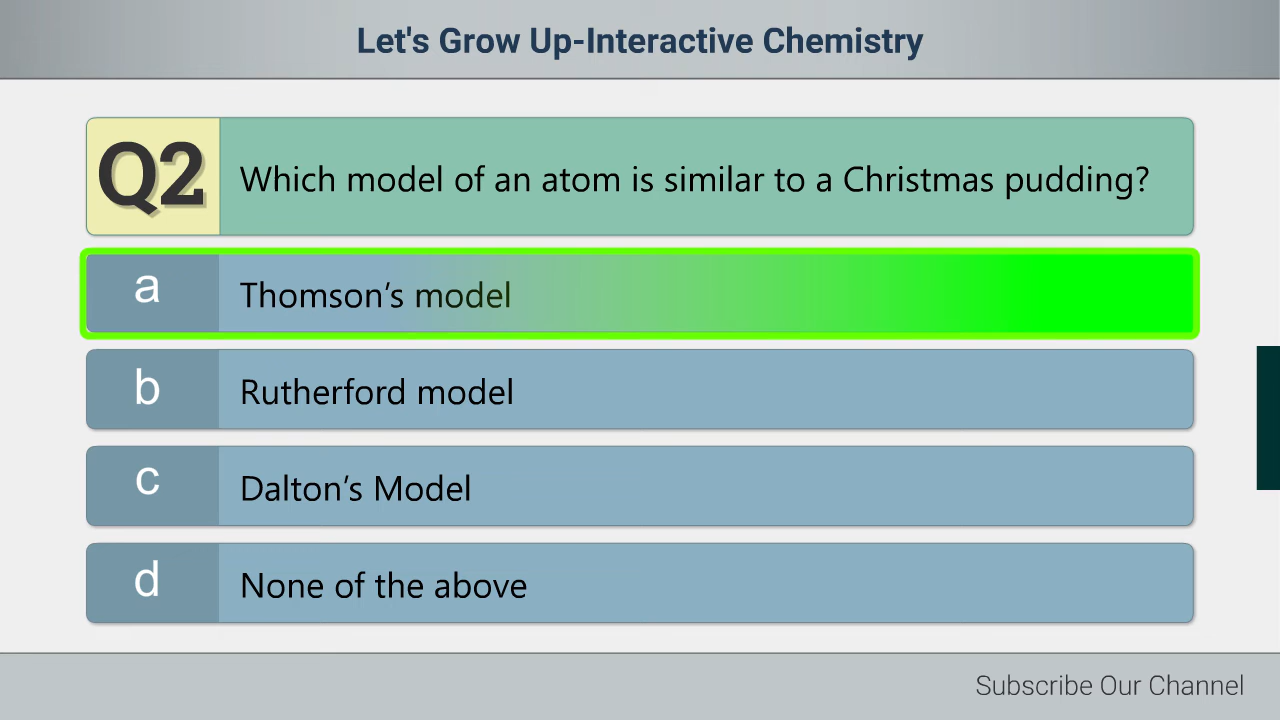 Let's Grow Up-Interactive Chemistry
Q2 Which model of an atom is similar to a Christmas pudding?
a Thomson’s model
b Rutherford model
c Dalton’s Model
d None of the above
Subscribe Our Channel